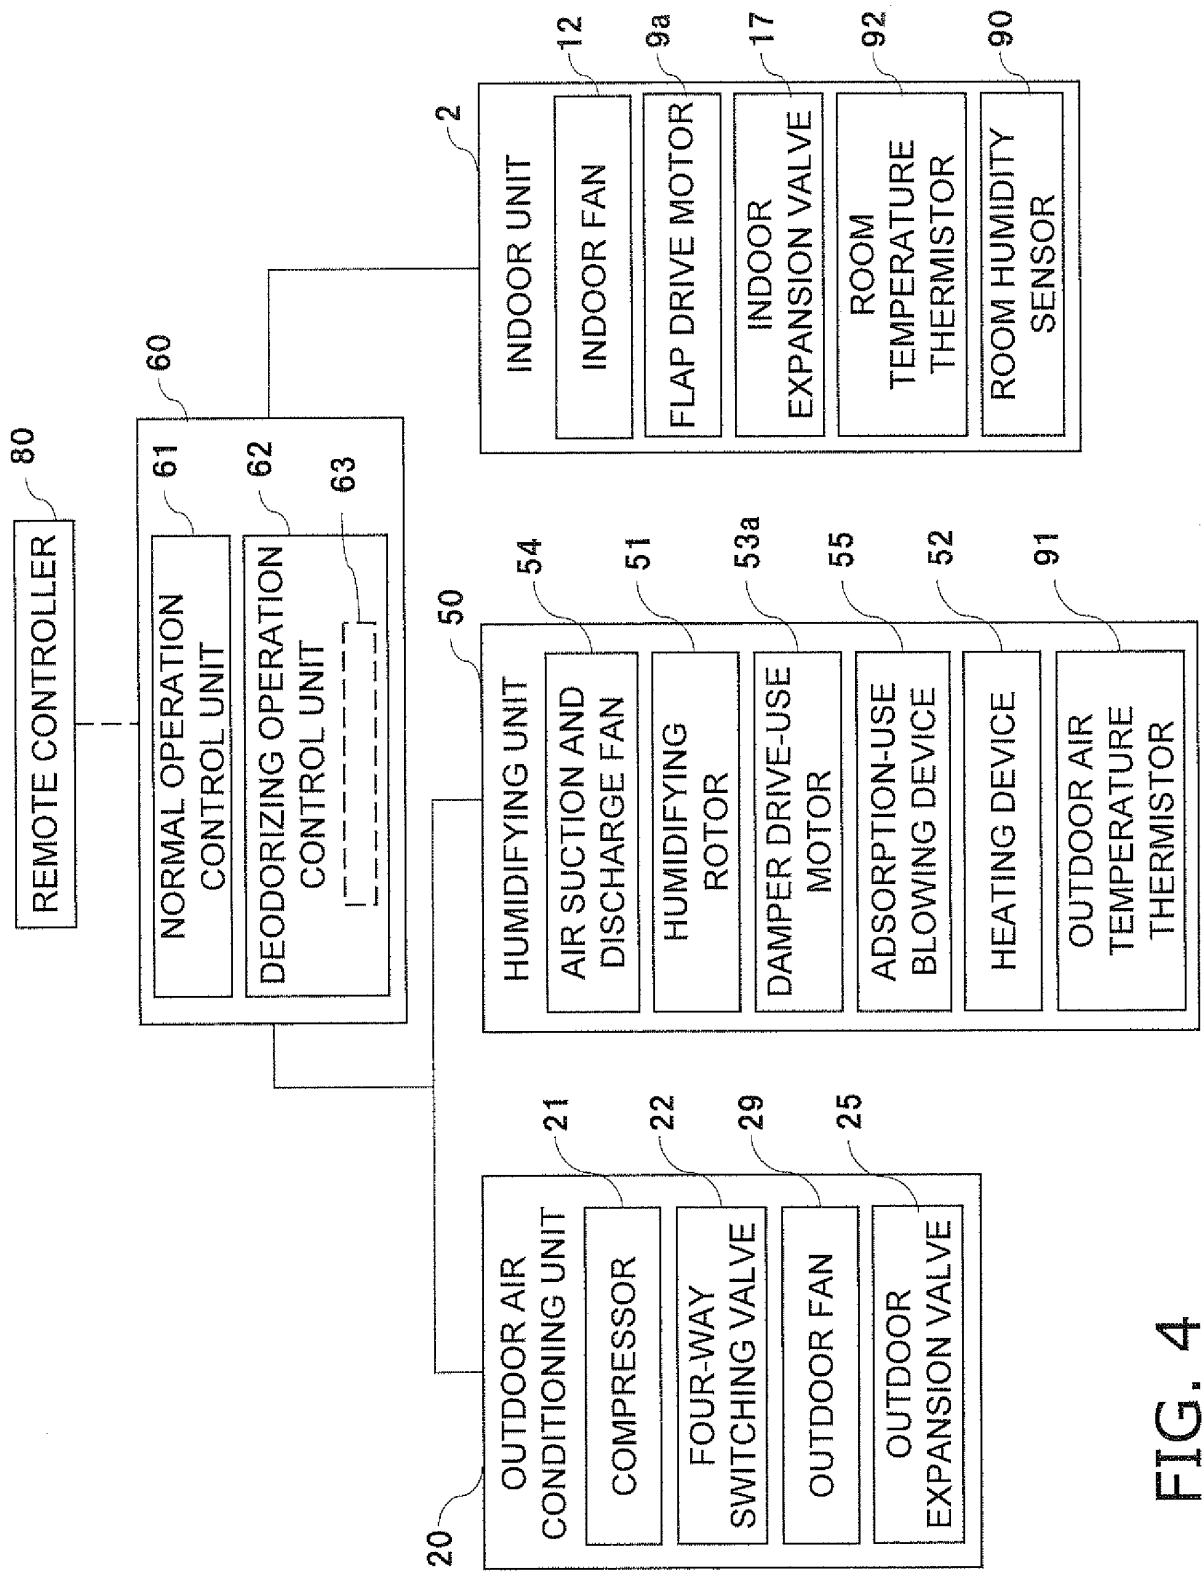 REMOTE CONTROLLER
80
60
NORMAL OPERATION
CONTROL UNIT
61
DEODORIZING OPERATION
CONTROL UNIT
62
63
20
OUTDOOR AIR
CONDITIONING UNIT
COMPRESSOR
21
FOUR-WAY
SWITCHING VALVE
22
OUTDOOR FAN
29
OUTDOOR
EXPANSION VALVE
25
50
HUMIDIFYING UNIT
AIR SUCTION AND
DISCHARGE FAN
54
HUMIDIFYING
ROTOR
51
DAMPER DRIVE-USE
MOTOR
53a
ADSORPTION-USE
BLOWING DEVICE
55
HEATING DEVICE
52
OUTDOOR AIR
TEMPERATURE
THERMISTOR
91
2
INDOOR UNIT
INDOOR FAN
12
FLAP DRIVE MOTOR
9a
INDOOR
EXPANSION VALVE
17
ROOM
TEMPERATURE
THERMISTOR
92
ROOM HUMIDITY
SENSOR
90
FIG. 4